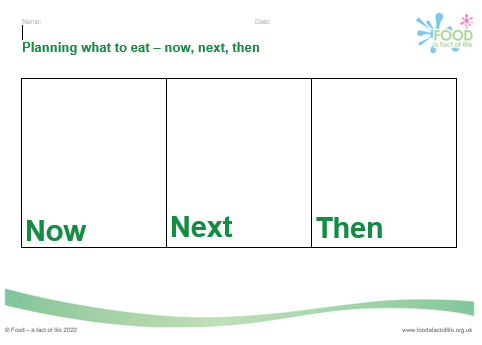 Name:
Date:
FOOD
a fact of life
Planning what to eat – now, next, then
Now
Next
Then
© Food – a fact of life 2022
www.foodafactoflife.org.uk